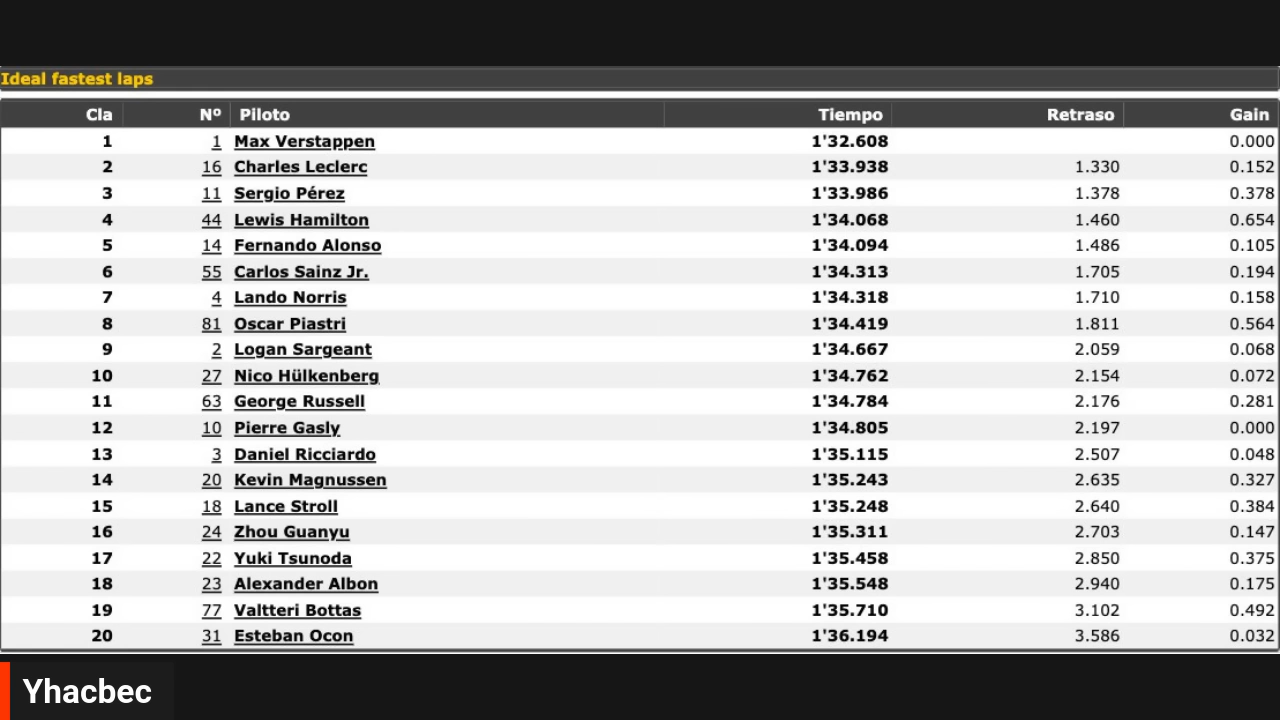 Ideal fastest laps
Cla Nº Piloto Tiempo Retraso Gain
1 1 Max Verstappen 1'32.608 0.000
2 16 Charles Leclerc 1'33.938 1.330 0.152
3 11 Sergio Pérez 1'33.986 1.378 0.378
4 44 Lewis Hamilton 1'34.068 1.460 0.654
5 14 Fernando Alonso 1'34.094 1.486 0.105
6 55 Carlos Sainz Jr. 1'34.313 1.705 0.194
7 4 Lando Norris 1'34.318 1.710 0.158
8 81 Oscar Piastri 1'34.419 1.811 0.564
9 2 Logan Sargeant 1'34.667 2.059 0.068
10 27 Nico Hülkenberg 1'34.762 2.154 0.072
11 63 George Russell 1'34.784 2.176 0.281
12 10 Pierre Gasly 1'34.805 2.197 0.000
13 3 Daniel Ricciardo 1'35.115 2.507 0.048
14 20 Kevin Magnussen 1'35.243 2.635 0.327
15 18 Lance Stroll 1'35.248 2.640 0.384
16 24 Zhou Guanyu 1'35.311 2.703 0.147
17 22 Yuki Tsunoda 1'35.458 2.850 0.375
18 23 Alexander Albon 1'35.548 2.940 0.175
19 77 Valtteri Bottas 1'35.710 3.102 0.492
20 31 Esteban Ocon 1'36.194 3.586 0.032
Yhacbec